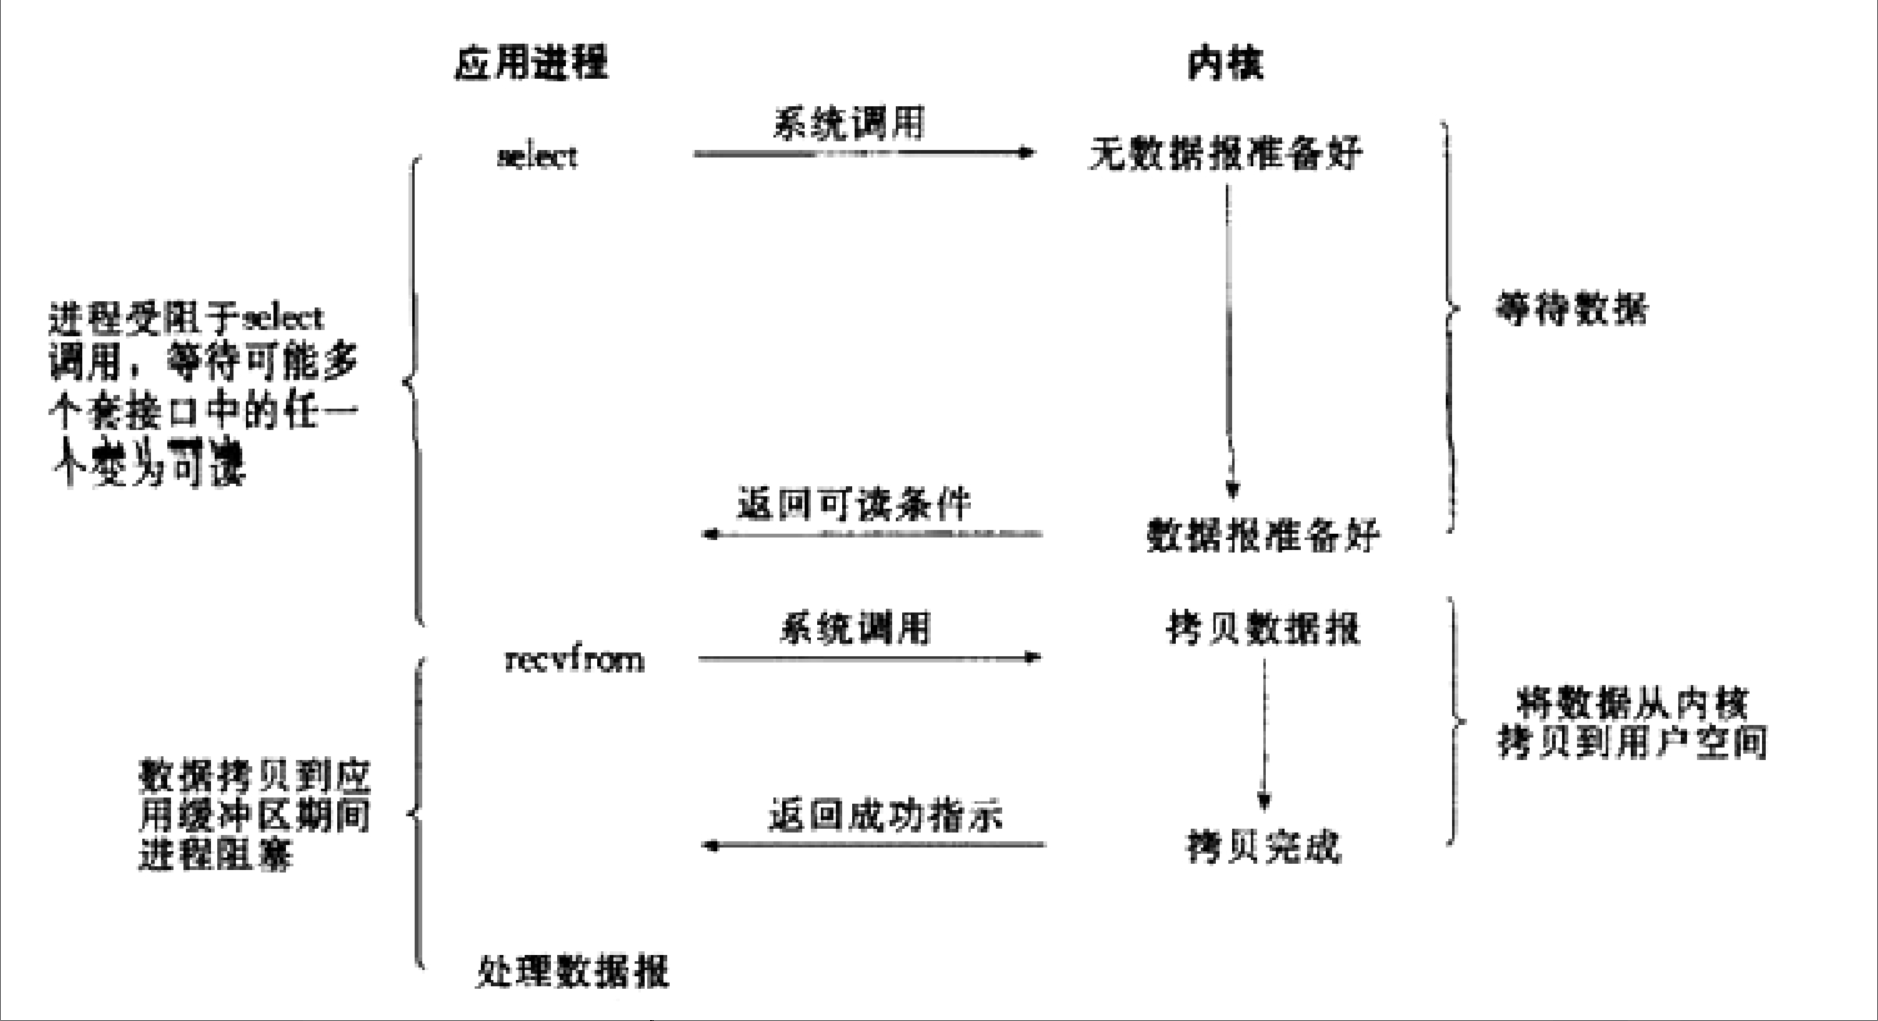 应用进程
内核
系统调用
select
无数据报准备好
进程受阻于select
调用，等待可能多
个套接口中的任一
个变为可读
等待数据
返回可读条件
数据报准备好
系统调用
recvfrom
拷贝数据报
将数据从内核
拷贝到用户空间
数据拷贝到应
用缓冲区期间
进程阻塞
返回成功指示
拷贝完成
处理数据报